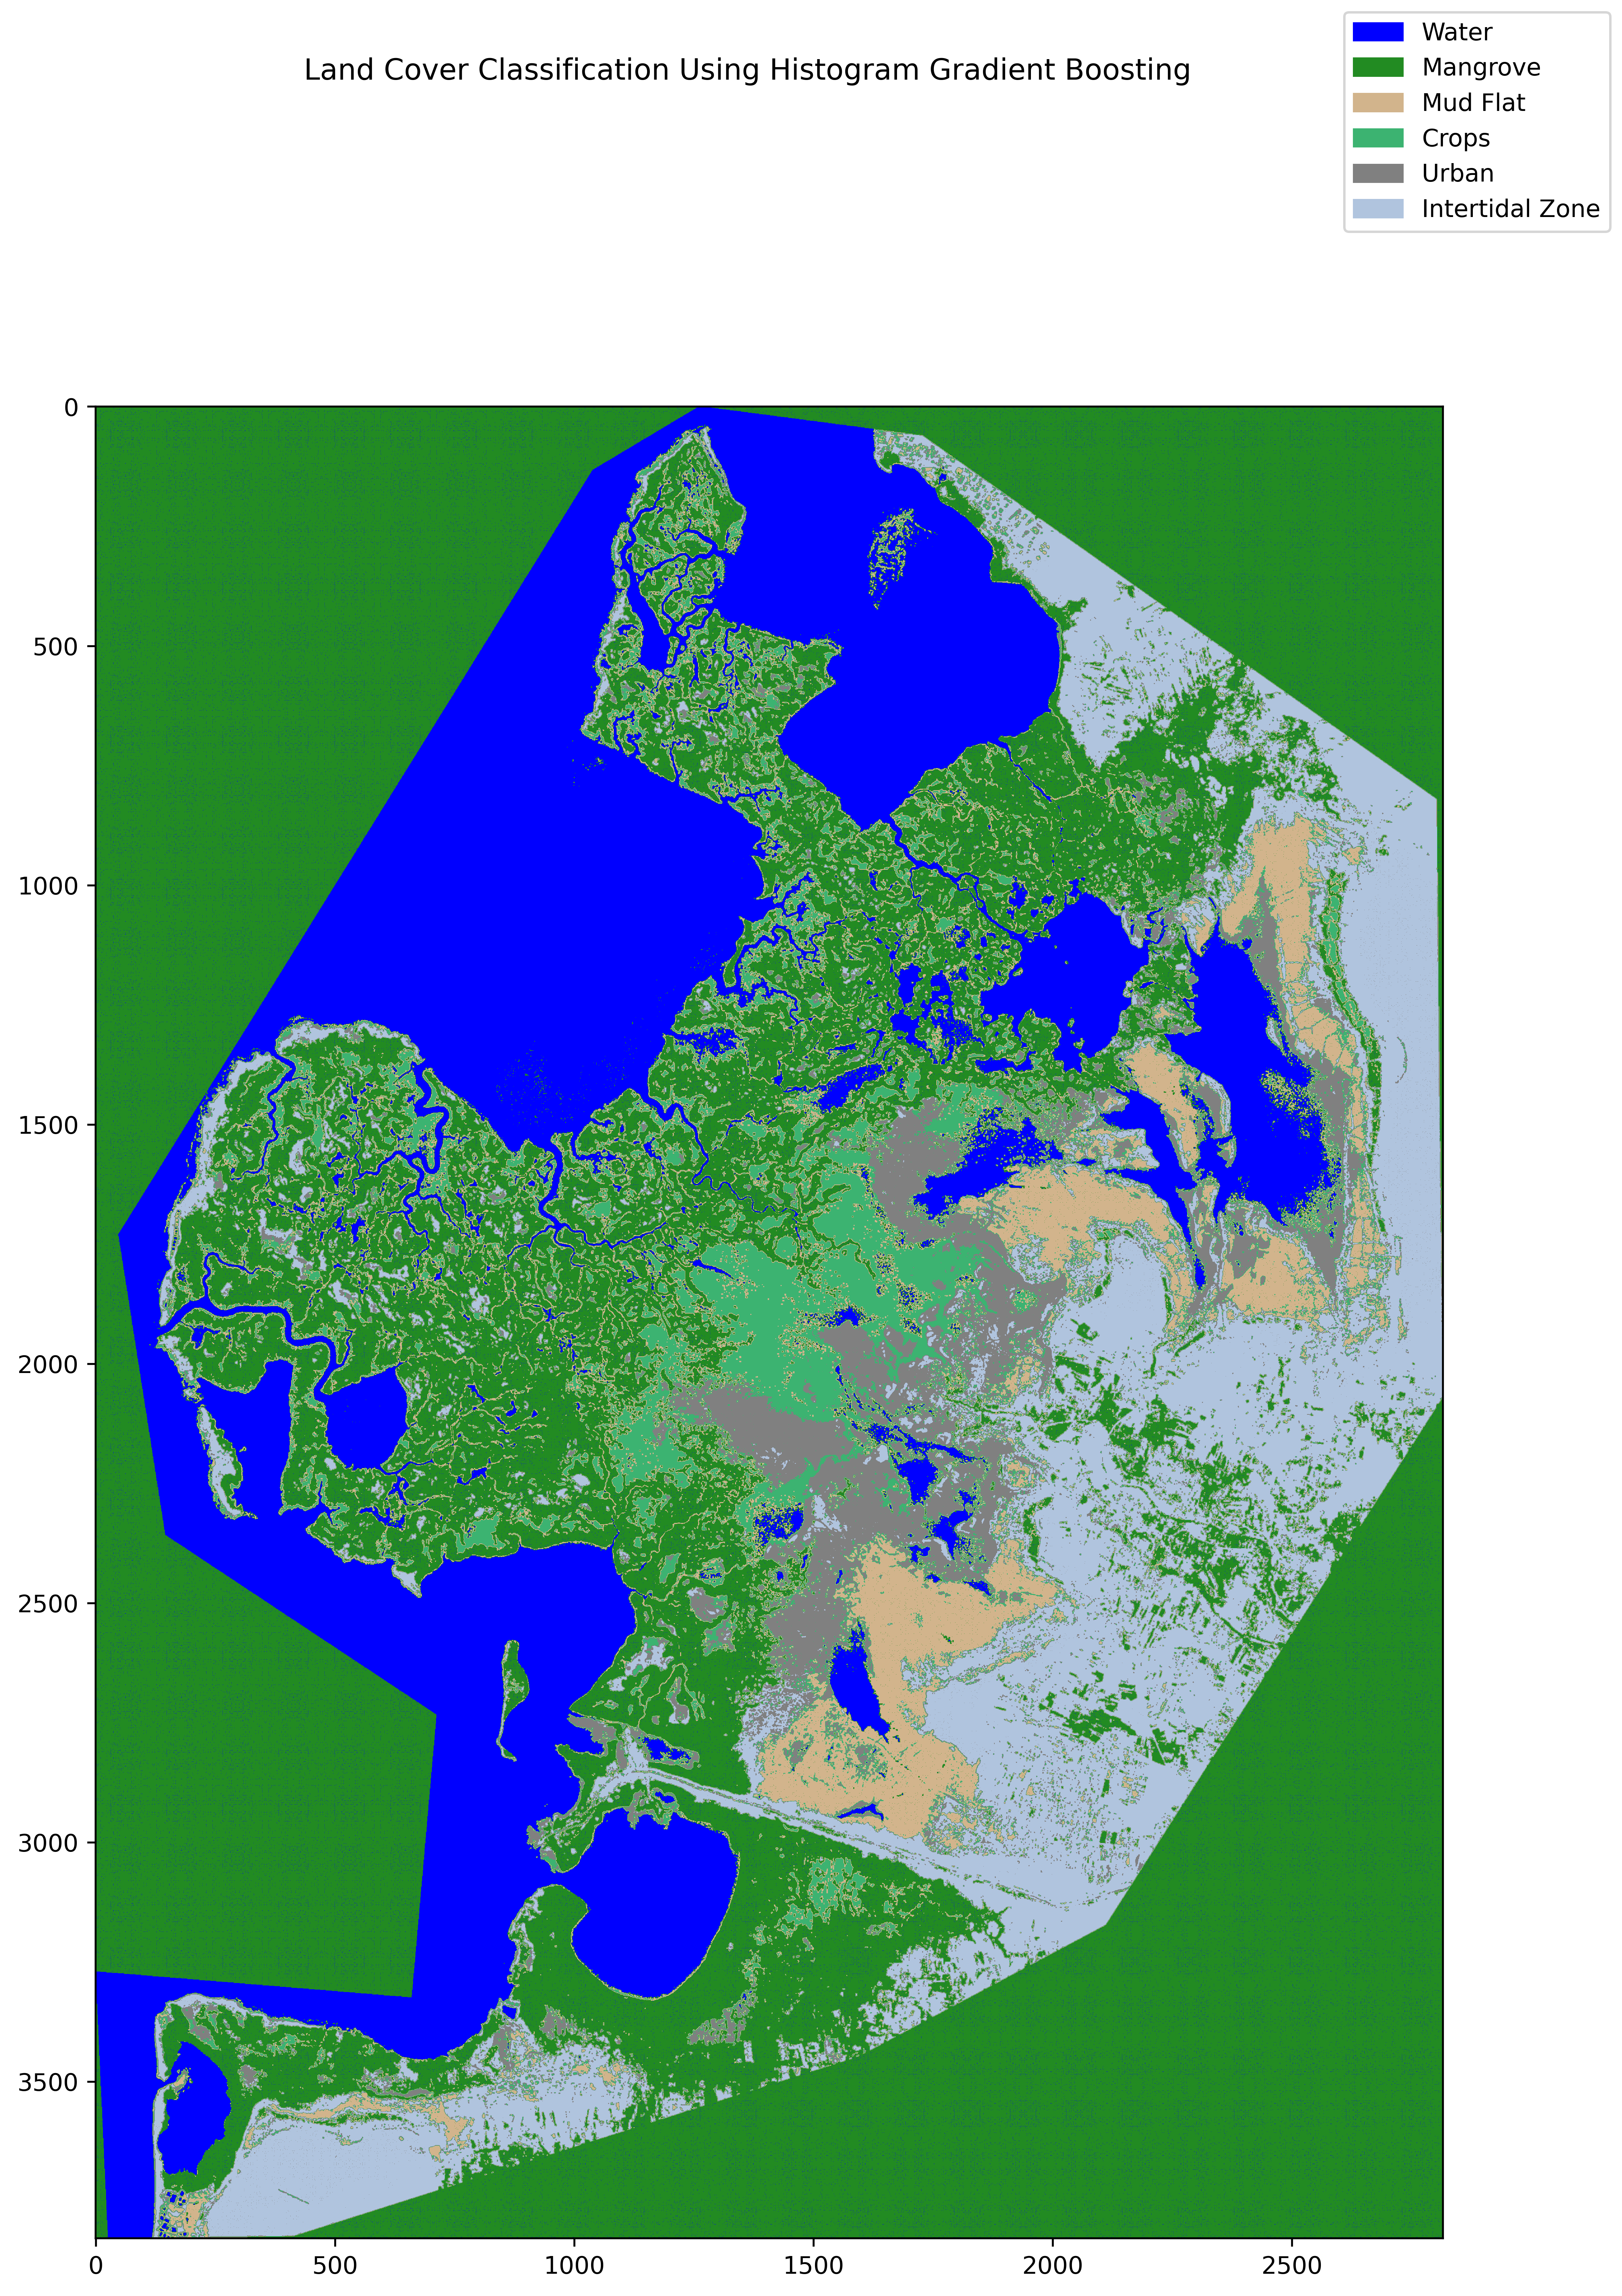 Land Cover Classification Using Histogram Gradient Boosting
Water
Mangrove
Mud Flat
Crops
Urban
Intertidal Zone
0
500
1000
1500
2000
2500
3000
3500
0
500
1000
1500
2000
2500